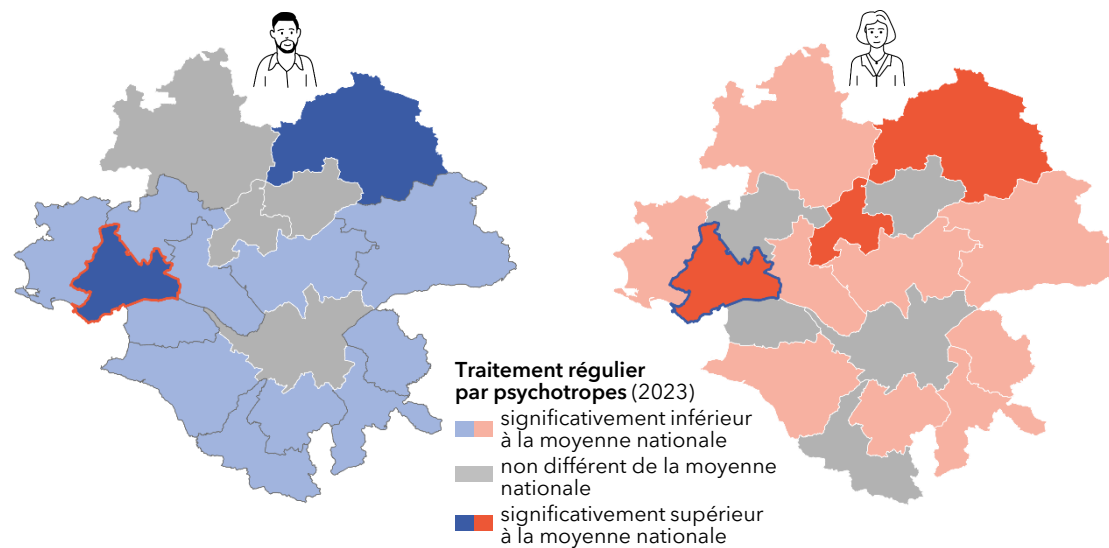 Traitement régulier
par psychotropes (2023)
significativement inférieur
à la moyenne nationale
non différent de la moyenne
nationale
significativement supérieur
à la moyenne nationale